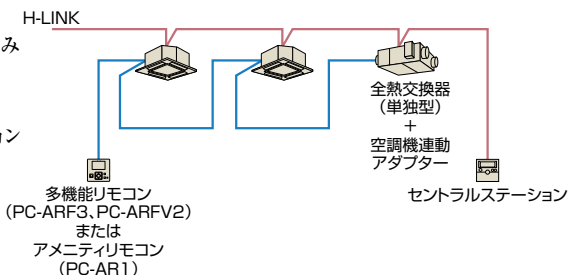 H-LINK
み
ョン
全熱交換器
(単独型)
+
空調機連動
アダプター
多機能リモコン
(PC-ARF3、PC-ARFV2)
または
アメニティリモコン
(PC-AR1)
セントラルステーション